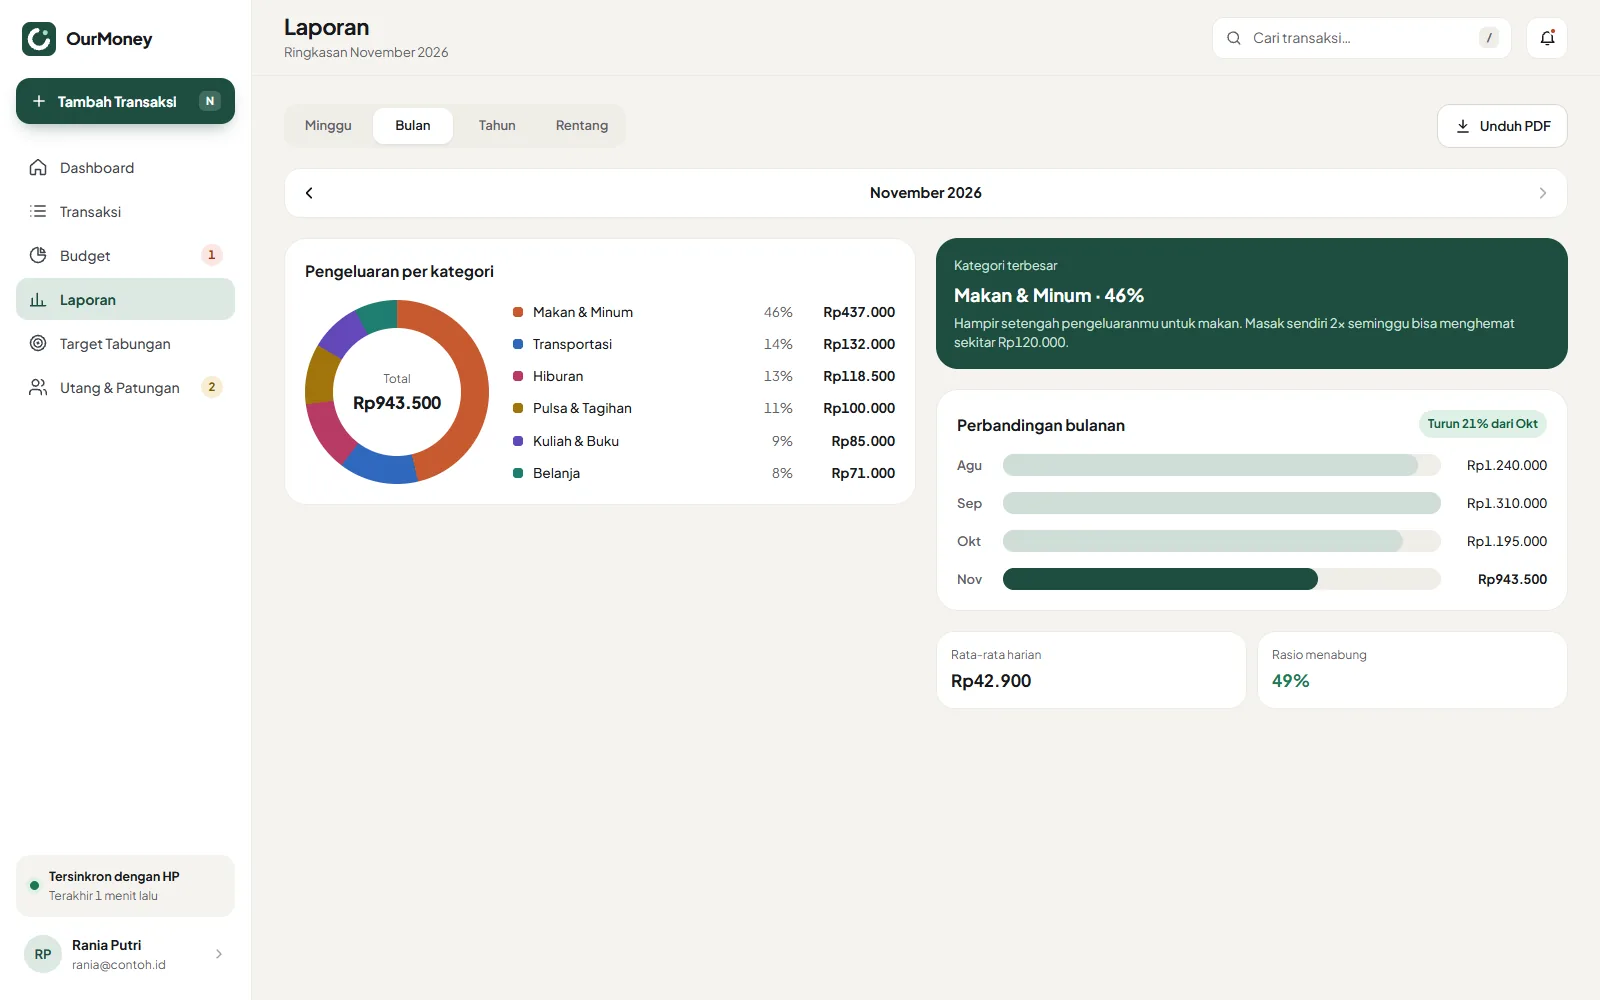 OurMoney
Tambah Transaksi N
Dashboard
Transaksi
Budget 1
Laporan
Target Tabungan
Utang & Patungan 2
Tersinkron dengan HP
Terakhir 1 menit lalu
RP
Rania Putri
rania@contoh.id
Laporan
Ringkasan November 2026
Cari transaksi... /
Minggu Bulan Tahun Rentang
Unduh PDF
November 2026
Pengeluaran per kategori
Total
Rp943.500
Makan & Minum 46% Rp437.000
Transportasi 14% Rp132.000
Hiburan 13% Rp118.500
Pulsa & Tagihan 11% Rp100.000
Kuliah & Buku 9% Rp85.000
Belanja 8% Rp71.000
Kategori terbesar
Makan & Minum · 46%
Hampir setengah pengeluaranmu untuk makan. Masak sendiri 2× seminggu bisa menghemat
sekitar Rp120.000.
Perbandingan bulanan
Turun 21% dari Okt
Agu Rp1.240.000
Sep Rp1.310.000
Okt Rp1.195.000
Nov Rp943.500
Rata-rata harian
Rp42.900
Rasio menabung
49%